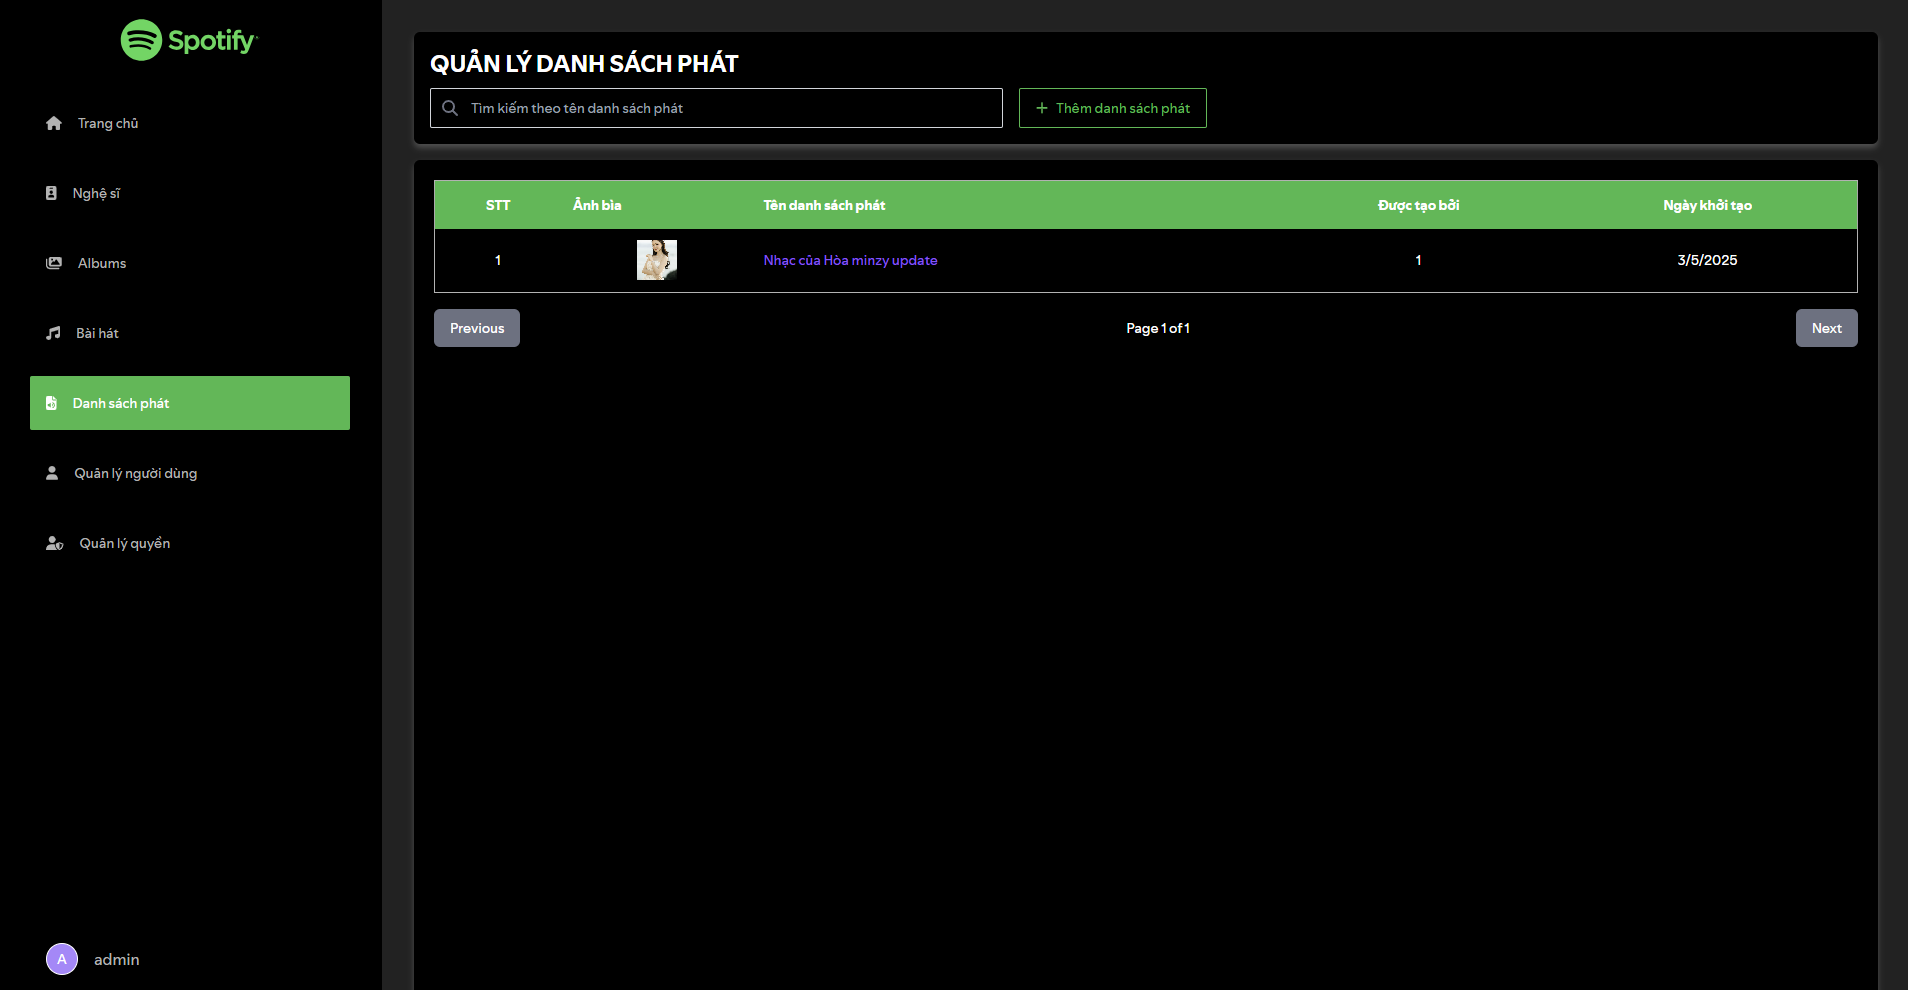 Spotify
Trang chủ
Nghệ sĩ
Albums
Bài hát
Danh sách phát
Quản lý người dùng
Quản lý quyền
A admin
QUẢN LÝ DANH SÁCH PHÁT
Tìm kiếm theo tên danh sách phát
+ Thêm danh sách phát
STT Ảnh bìa Tên danh sách phát Được tạo bởi Ngày khởi tạo
1 Nhạc của Hòa minzy update 1 3/5/2025
Previous Page 1 of 1 Next